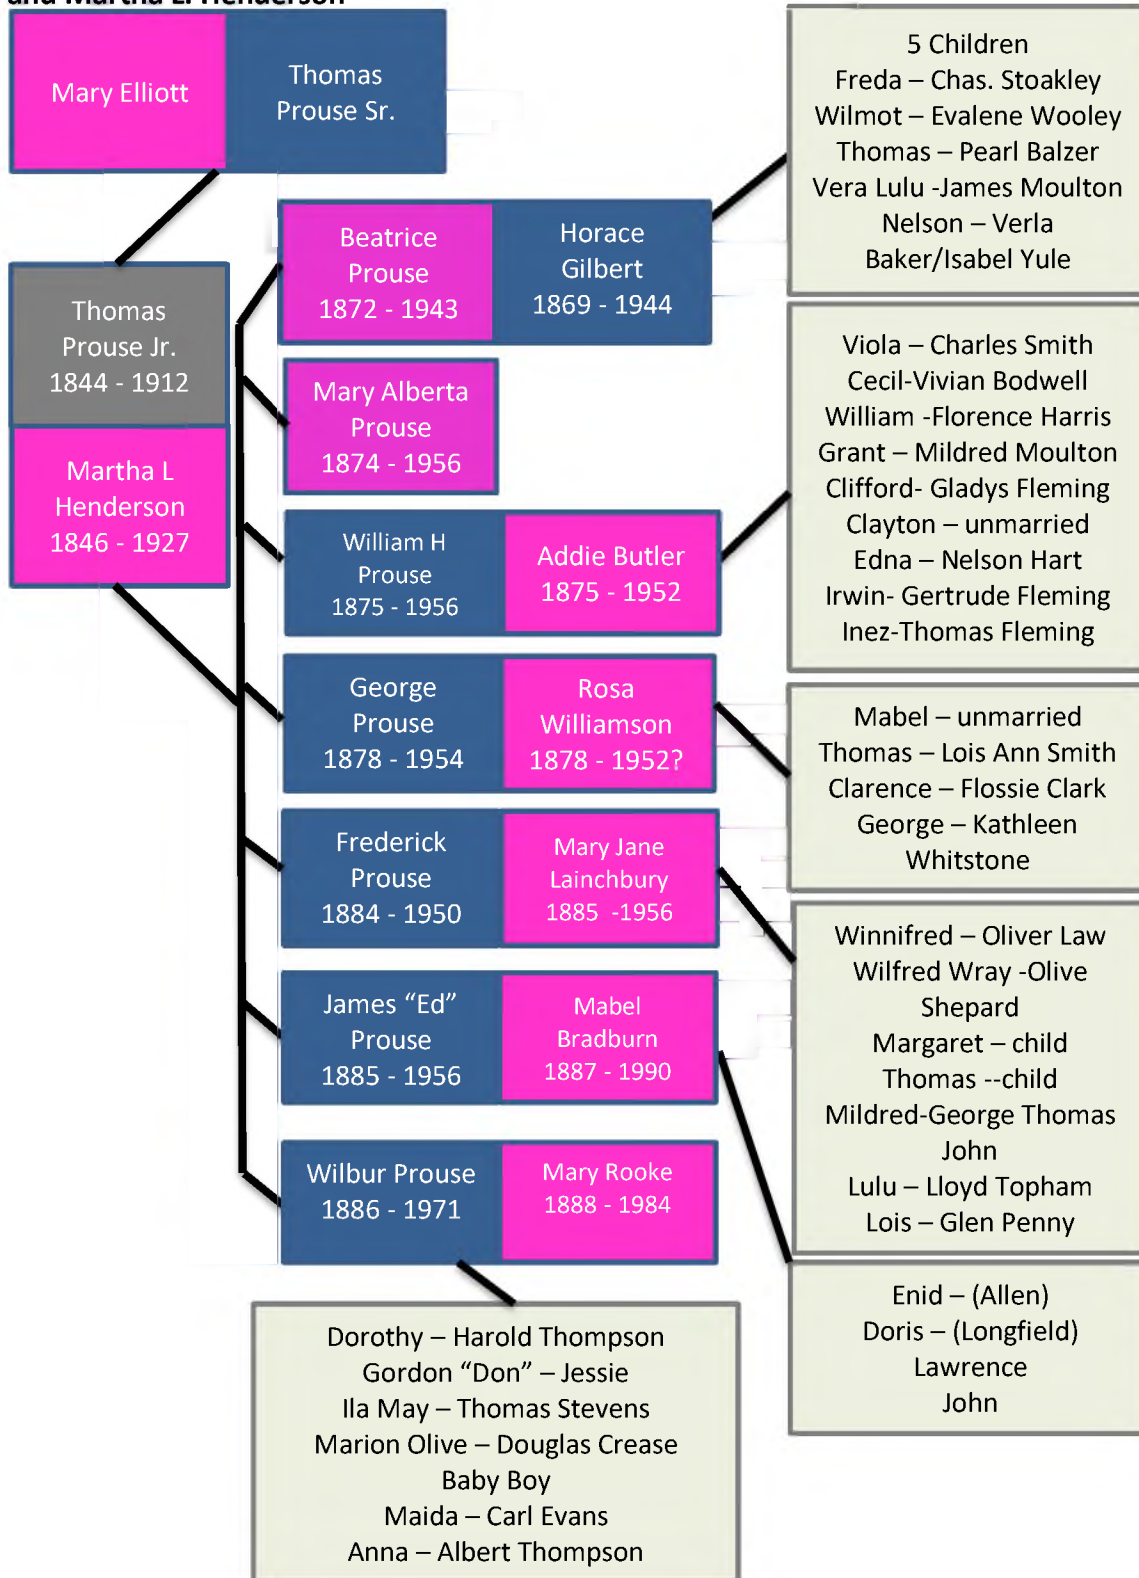 and Martha L. Henderson
Mary Elliott
Thomas
Prouse Sr.
Thomas
Prouse Jr.
1844 - 1912
Martha L
Henderson
1846 - 1927
Beatrice
Prouse
1872 - 1943
Horace
Gilbert
1869 - 1944
5 Children
Freda – Chas. Stoakley
Wilmot – Evalene Wooley
Thomas – Pearl Balzer
Vera Lulu -James Moulton
Nelson – Verla
Baker/Isabel Yule
Mary Alberta
Prouse
1874 - 1956
William H
Prouse
1875 - 1956
Addie Butler
1875 - 1952
Viola – Charles Smith
Cecil-Vivian Bodwell
William -Florence Harris
Grant – Mildred Moulton
Clifford- Gladys Fleming
Clayton – unmarried
Edna – Nelson Hart
Irwin- Gertrude Fleming
Inez-Thomas Fleming
George
Prouse
1878 - 1954
Rosa
Williamson
1878 - 1952?
Mabel – unmarried
Thomas – Lois Ann Smith
Clarence – Flossie Clark
George – Kathleen
Whitstone
Frederick
Prouse
1884 - 1950
Mary Jane
Lainchbury
1885 -1956
Winnifred – Oliver Law
Wilfred Wray -Olive
Shepard
Margaret – child
Thomas --child
Mildred-George Thomas
John
Lulu – Lloyd Topham
Lois – Glen Penny
James “Ed”
Prouse
1885 - 1956
Mabel
Bradburn
1887 - 1990
Enid – (Allen)
Doris – (Longfield)
Lawrence
John
Wilbur Prouse
1886 - 1971
Mary Rooke
1888 - 1984
Dorothy – Harold Thompson
Gordon “Don” – Jessie
Ila May – Thomas Stevens
Marion Olive – Douglas Crease
Baby Boy
Maida – Carl Evans
Anna – Albert Thompson